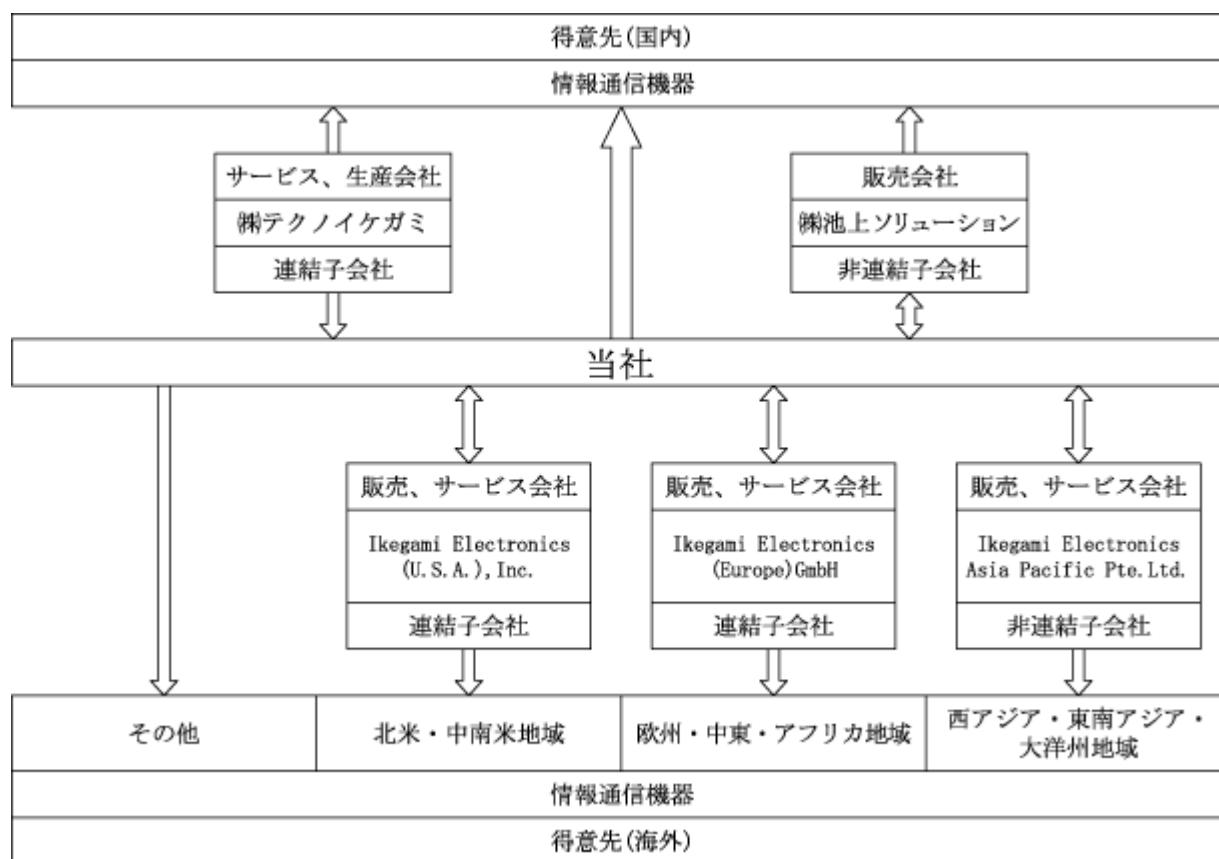 得意先(国内)
情報通信機器
サービス、生産会社
㈱テクノイケガミ
連結子会社
販売会社
㈱池上ソリューション
非連結子会社
当社
販売、サービス会社
Ikegami Electronics
(U.S.A.),Inc.
連結子会社
販売、サービス会社
Ikegami Electronics
(Europe)GmbH
連結子会社
販売、サービス会社
Ikegami Electronics
Asia Pacific Pte.Ltd.
非連結子会社
その他
北米・中南米地域
欧州・中東・アフリカ地域
西アジア・東南アジア・
大洋州地域
情報通信機器
得意先(海外)